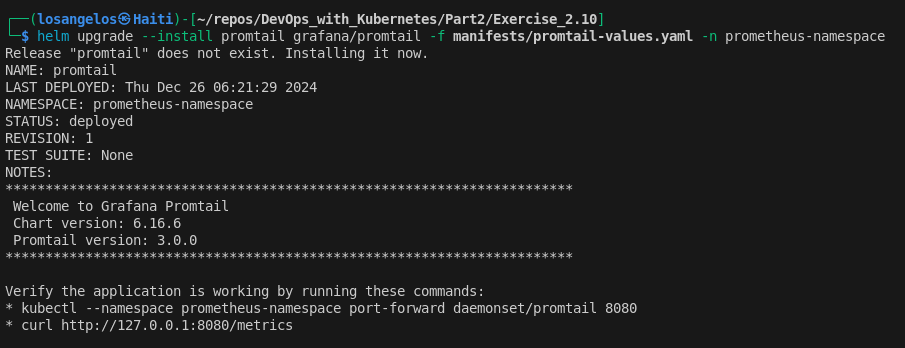 ┌──(losangelos㉿Haiti)-[~/repos/DevOps_with_Kubernetes/Part2/Exercise_2.10]
└─$ helm upgrade --install promtail grafana/promtail -f manifests/promtail-values.yaml -n prometheus-namespace
Release "promtail" does not exist. Installing it now.
NAME: promtail
LAST DEPLOYED: Thu Dec 26 06:21:29 2024
NAMESPACE: prometheus-namespace
STATUS: deployed
REVISION: 1
TEST SUITE: None
NOTES:
***********************************************************************
 Welcome to Grafana Promtail
 Chart version: 6.16.6
 Promtail version: 3.0.0
***********************************************************************

Verify the application is working by running these commands:
* kubectl --namespace prometheus-namespace port-forward daemonset/promtail 8080
* curl http://127.0.0.1:8080/metrics